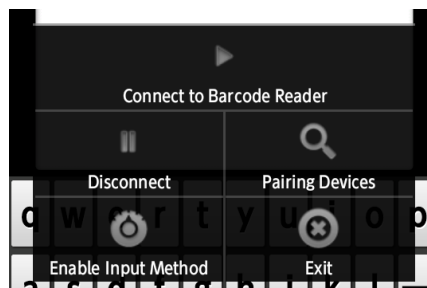 Connect to Barcode Reader
Disconnect Pairing Devices
q w e r t y u i o p
Enable Input Method Exit
a s d f g h j k l